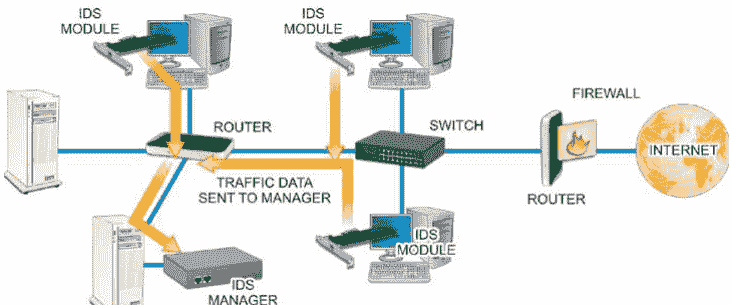 IDS
MODULE
IDS
MODULE
FIREWALL
ROUTER
SWITCH
INTERNET
TRAFFIC DATA
SENT TO MANAGER
ROUTER
IDS
MODULE
IDS
MANAGER